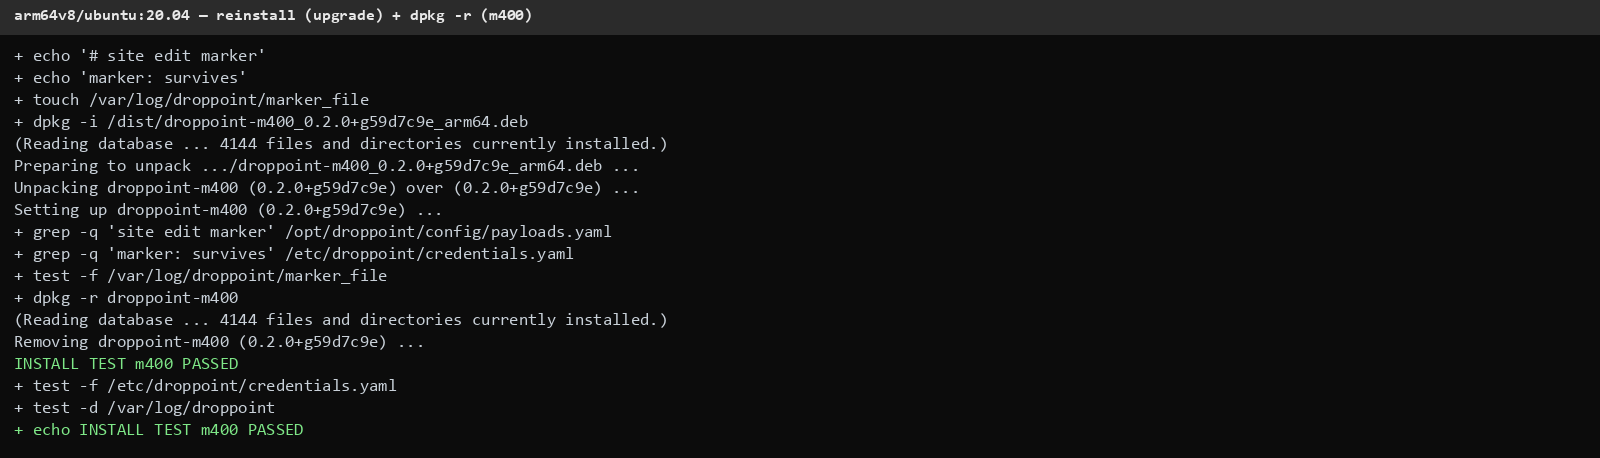 arm64v8/ubuntu:20.04 — reinstall (upgrade) + dpkg -r (m400)
+ echo '# site edit marker'
+ echo 'marker: survives'
+ touch /var/log/droppoint/marker_file
+ dpkg -i /dist/droppoint-m400_0.2.0+g59d7c9e_arm64.deb
(Reading database ... 4144 files and directories currently installed.)
Preparing to unpack .../droppoint-m400_0.2.0+g59d7c9e_arm64.deb ...
Unpacking droppoint-m400 (0.2.0+g59d7c9e) over (0.2.0+g59d7c9e) ...
Setting up droppoint-m400 (0.2.0+g59d7c9e) ...
+ grep -q 'site edit marker' /opt/droppoint/config/payloads.yaml
+ grep -q 'marker: survives' /etc/droppoint/credentials.yaml
+ test -f /var/log/droppoint/marker_file
+ dpkg -r droppoint-m400
(Reading database ... 4144 files and directories currently installed.)
Removing droppoint-m400 (0.2.0+g59d7c9e) ...
INSTALL TEST m400 PASSED
+ test -f /etc/droppoint/credentials.yaml
+ test -d /var/log/droppoint
+ echo INSTALL TEST m400 PASSED